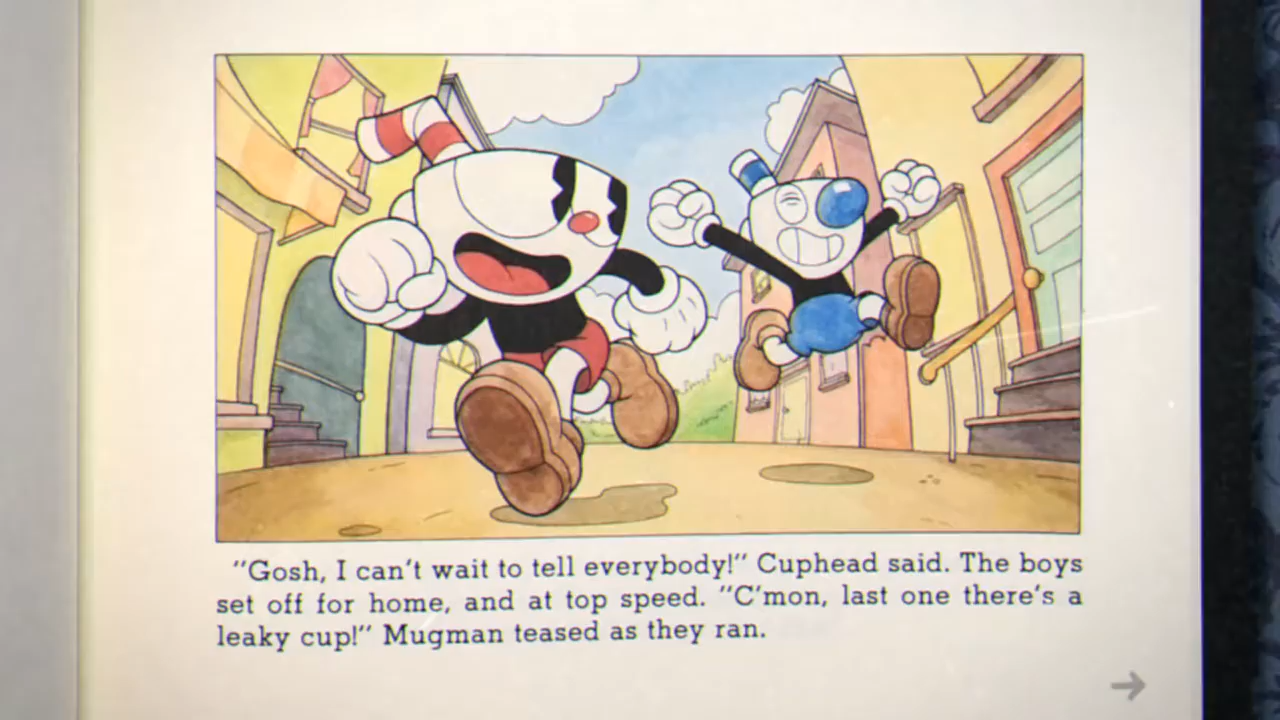 "Gosh, I can't wait to tell everybody!" Cuphead said. The boys
set off for home, and at top speed. "C'mon, last one there's a
leaky cup!" Mugman teased as they ran.